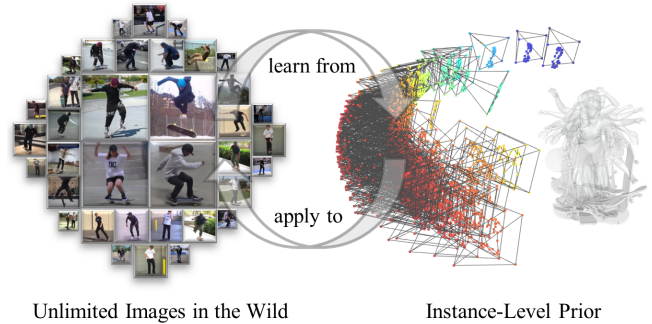 learn from
apply to
Unlimited Images in the Wild
Instance-Level Prior